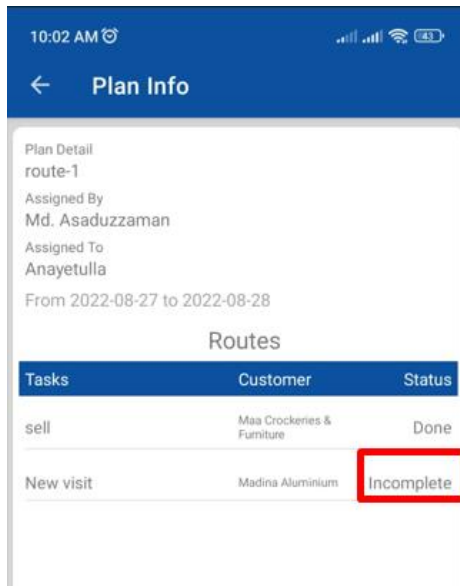 10:02 AM
43
Plan Info
Plan Detail
route-1
Assigned By
Md. Asaduzzaman
Assigned To
Anayetulla
From 2022-08-27 to 2022-08-28
Routes
Tasks Customer Status
sell Maa Crockeries & Furniture Done
New visit Madina Aluminium Incomplete